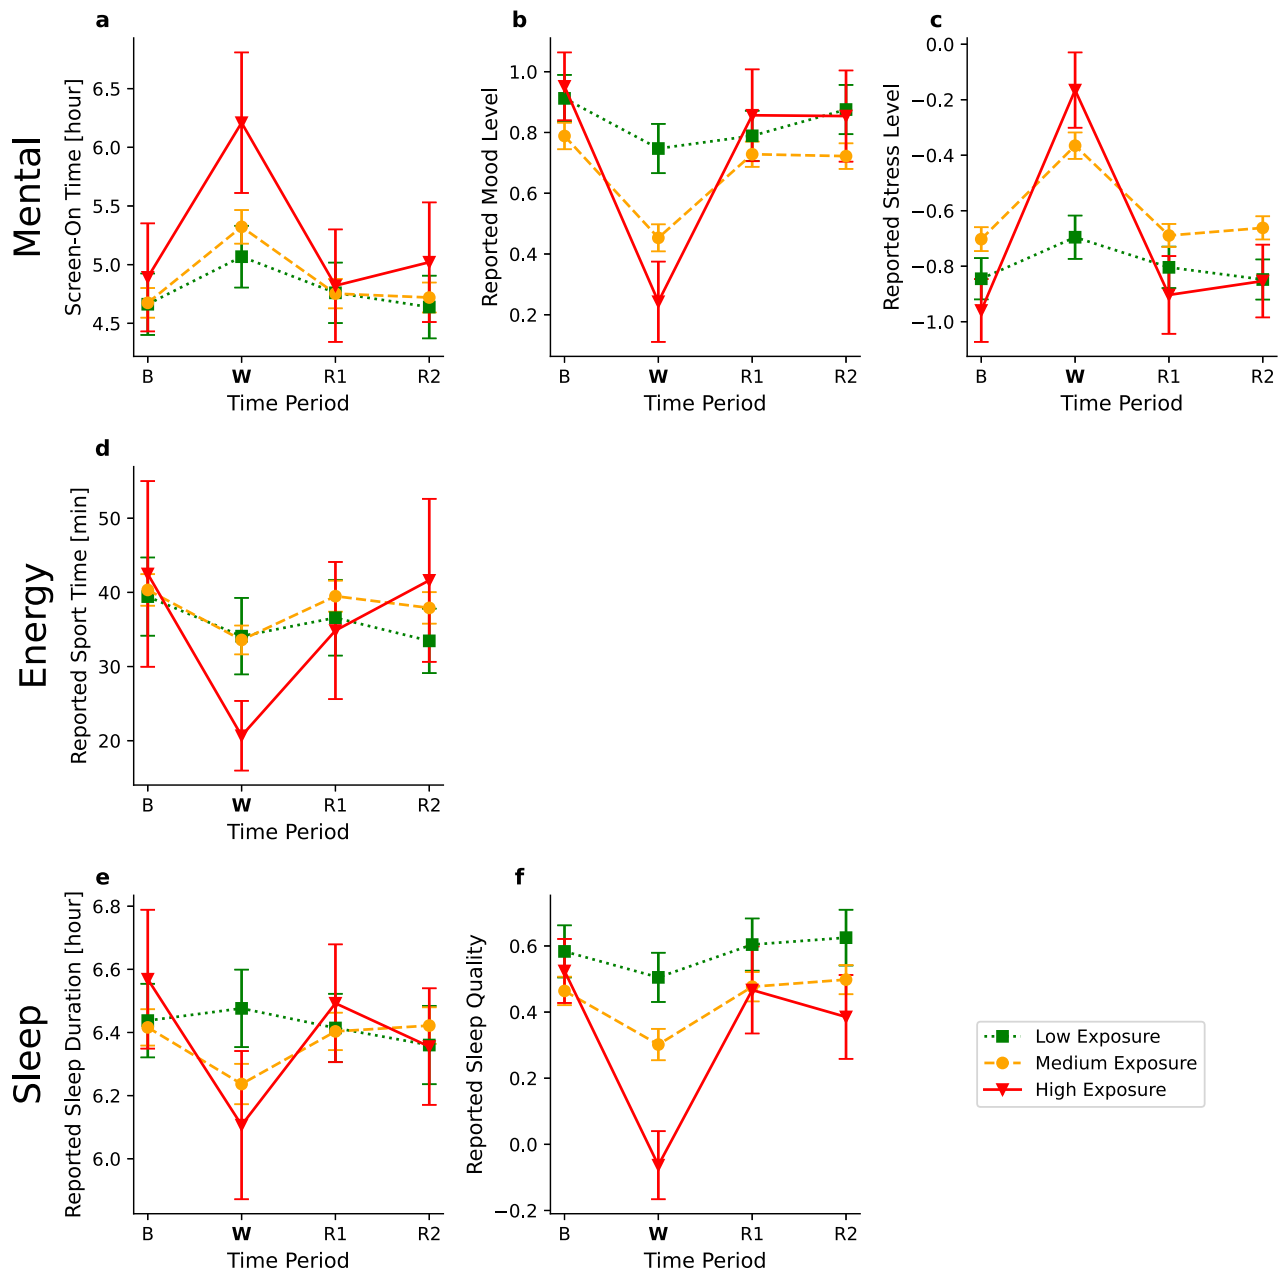 a
b
c
Mental
Screen-On Time [hour]
6.5
6.0
5.5
5.0
4.5
B
W
R1
R2
Time Period
Reported Mood Level
1.0
0.8
0.6
0.4
0.2
B
W
R1
R2
Time Period
Reported Stress Level
0.0
−0.2
−0.4
−0.6
−0.8
−1.0
B
W
R1
R2
Time Period
d
Energy
Reported Sport Time [min]
50
40
30
20
B
W
R1
R2
Time Period
e
f
Sleep
Reported Sleep Duration [hour]
6.8
6.6
6.4
6.2
6.0
B
W
R1
R2
Time Period
Reported Sleep Quality
0.6
0.4
0.2
0.0
−0.2
B
W
R1
R2
Time Period
Low Exposure
Medium Exposure
High Exposure